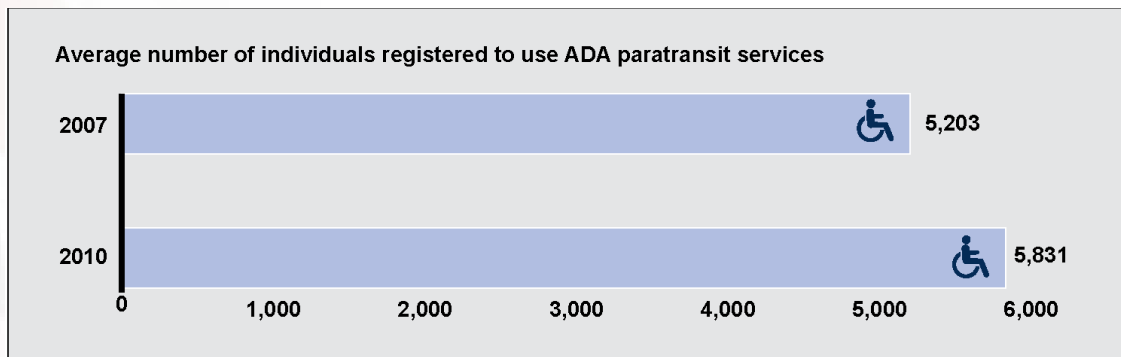 Average number of individuals registered to use ADA paratransit services
2007 5,203
2010 5,831
0 1,000 2,000 3,000 4,000 5,000 6,000